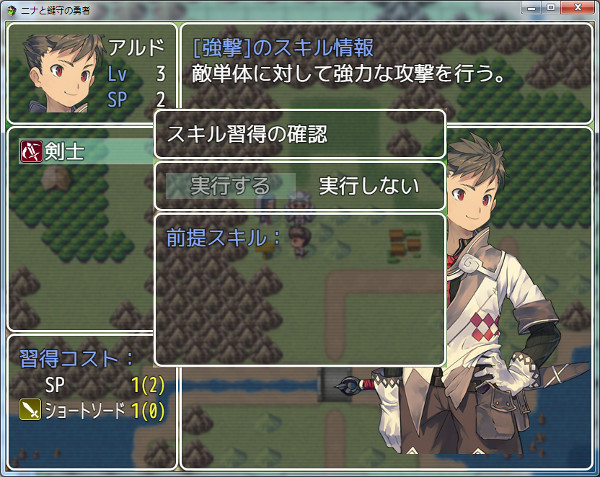 ニナと鍵守の勇者
アルド
Lv 3
SP 2
[強撃]のスキル情報
敵単体に対して強力な攻撃を行う。
剣士
スキル習得の確認
実行する 実行しない
前提スキル：
習得コスト：
SP 1(2)
ショートソード 1(0)